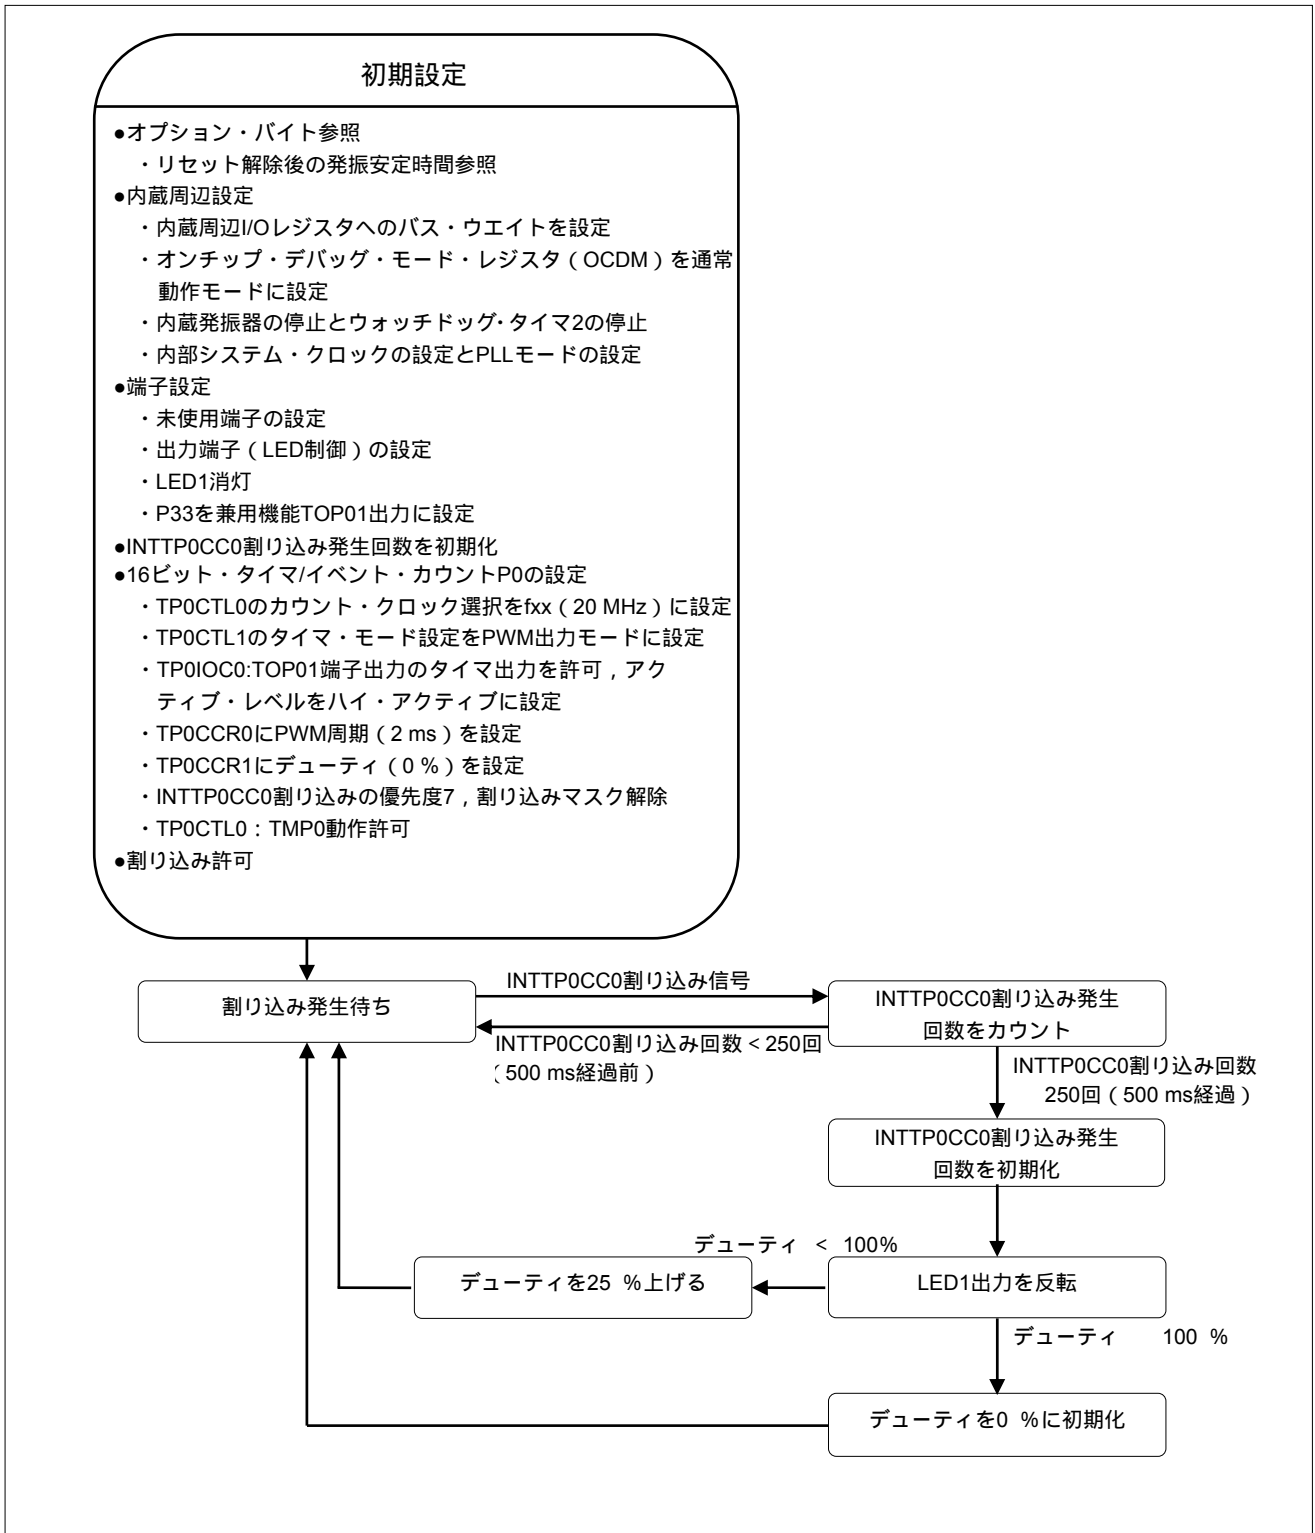 初期設定
●オプション・バイト参照
・リセット解除後の発振安定時間参照
●内蔵周辺設定
・内蔵周辺I/Oレジスタへのバス・ウエイトを設定
・オンチップ・デバッグ・モード・レジスタ（OCDM）を通常
動作モードに設定
・内蔵発振器の停止とウォッチドッグ・タイマ2の停止
・内部システム・クロックの設定とPLLモードの設定
●端子設定
・未使用端子の設定
・出力端子（LED制御）の設定
・LED1消灯
・P33を兼用機能TOP01出力に設定
●INTTP0CC0割り込み発生回数を初期化
●16ビット・タイマ/イベント・カウントP0の設定
・TP0CTL0のカウント・クロック選択をfxx（20 MHz）に設定
・TP0CTL1のタイマ・モード設定をPWM出力モードに設定
・TP0IOC0:TOP01端子出力のタイマ出力を許可，アク
ティブ・レベルをハイ・アクティブに設定
・TP0CCR0にPWM周期（2 ms）を設定
・TP0CCR1にデューティ（0 %）を設定
・INTTP0CC0割り込みの優先度7，割り込みマスク解除
・TP0CTL0：TMP0動作許可
●割り込み許可
割り込み発生待ち
INTTP0CC0割り込み信号
INTTP0CC0割り込み発生
回数をカウント
INTTP0CC0割り込み回数＜250回
（500 ms経過前）
INTTP0CC0割り込み回数
250回（500 ms経過）
INTTP0CC0割り込み発生
回数を初期化
デューティ ＜ 100%
デューティを25 %上げる
LED1出力を反転
デューティ 100 %
デューティを0 %に初期化